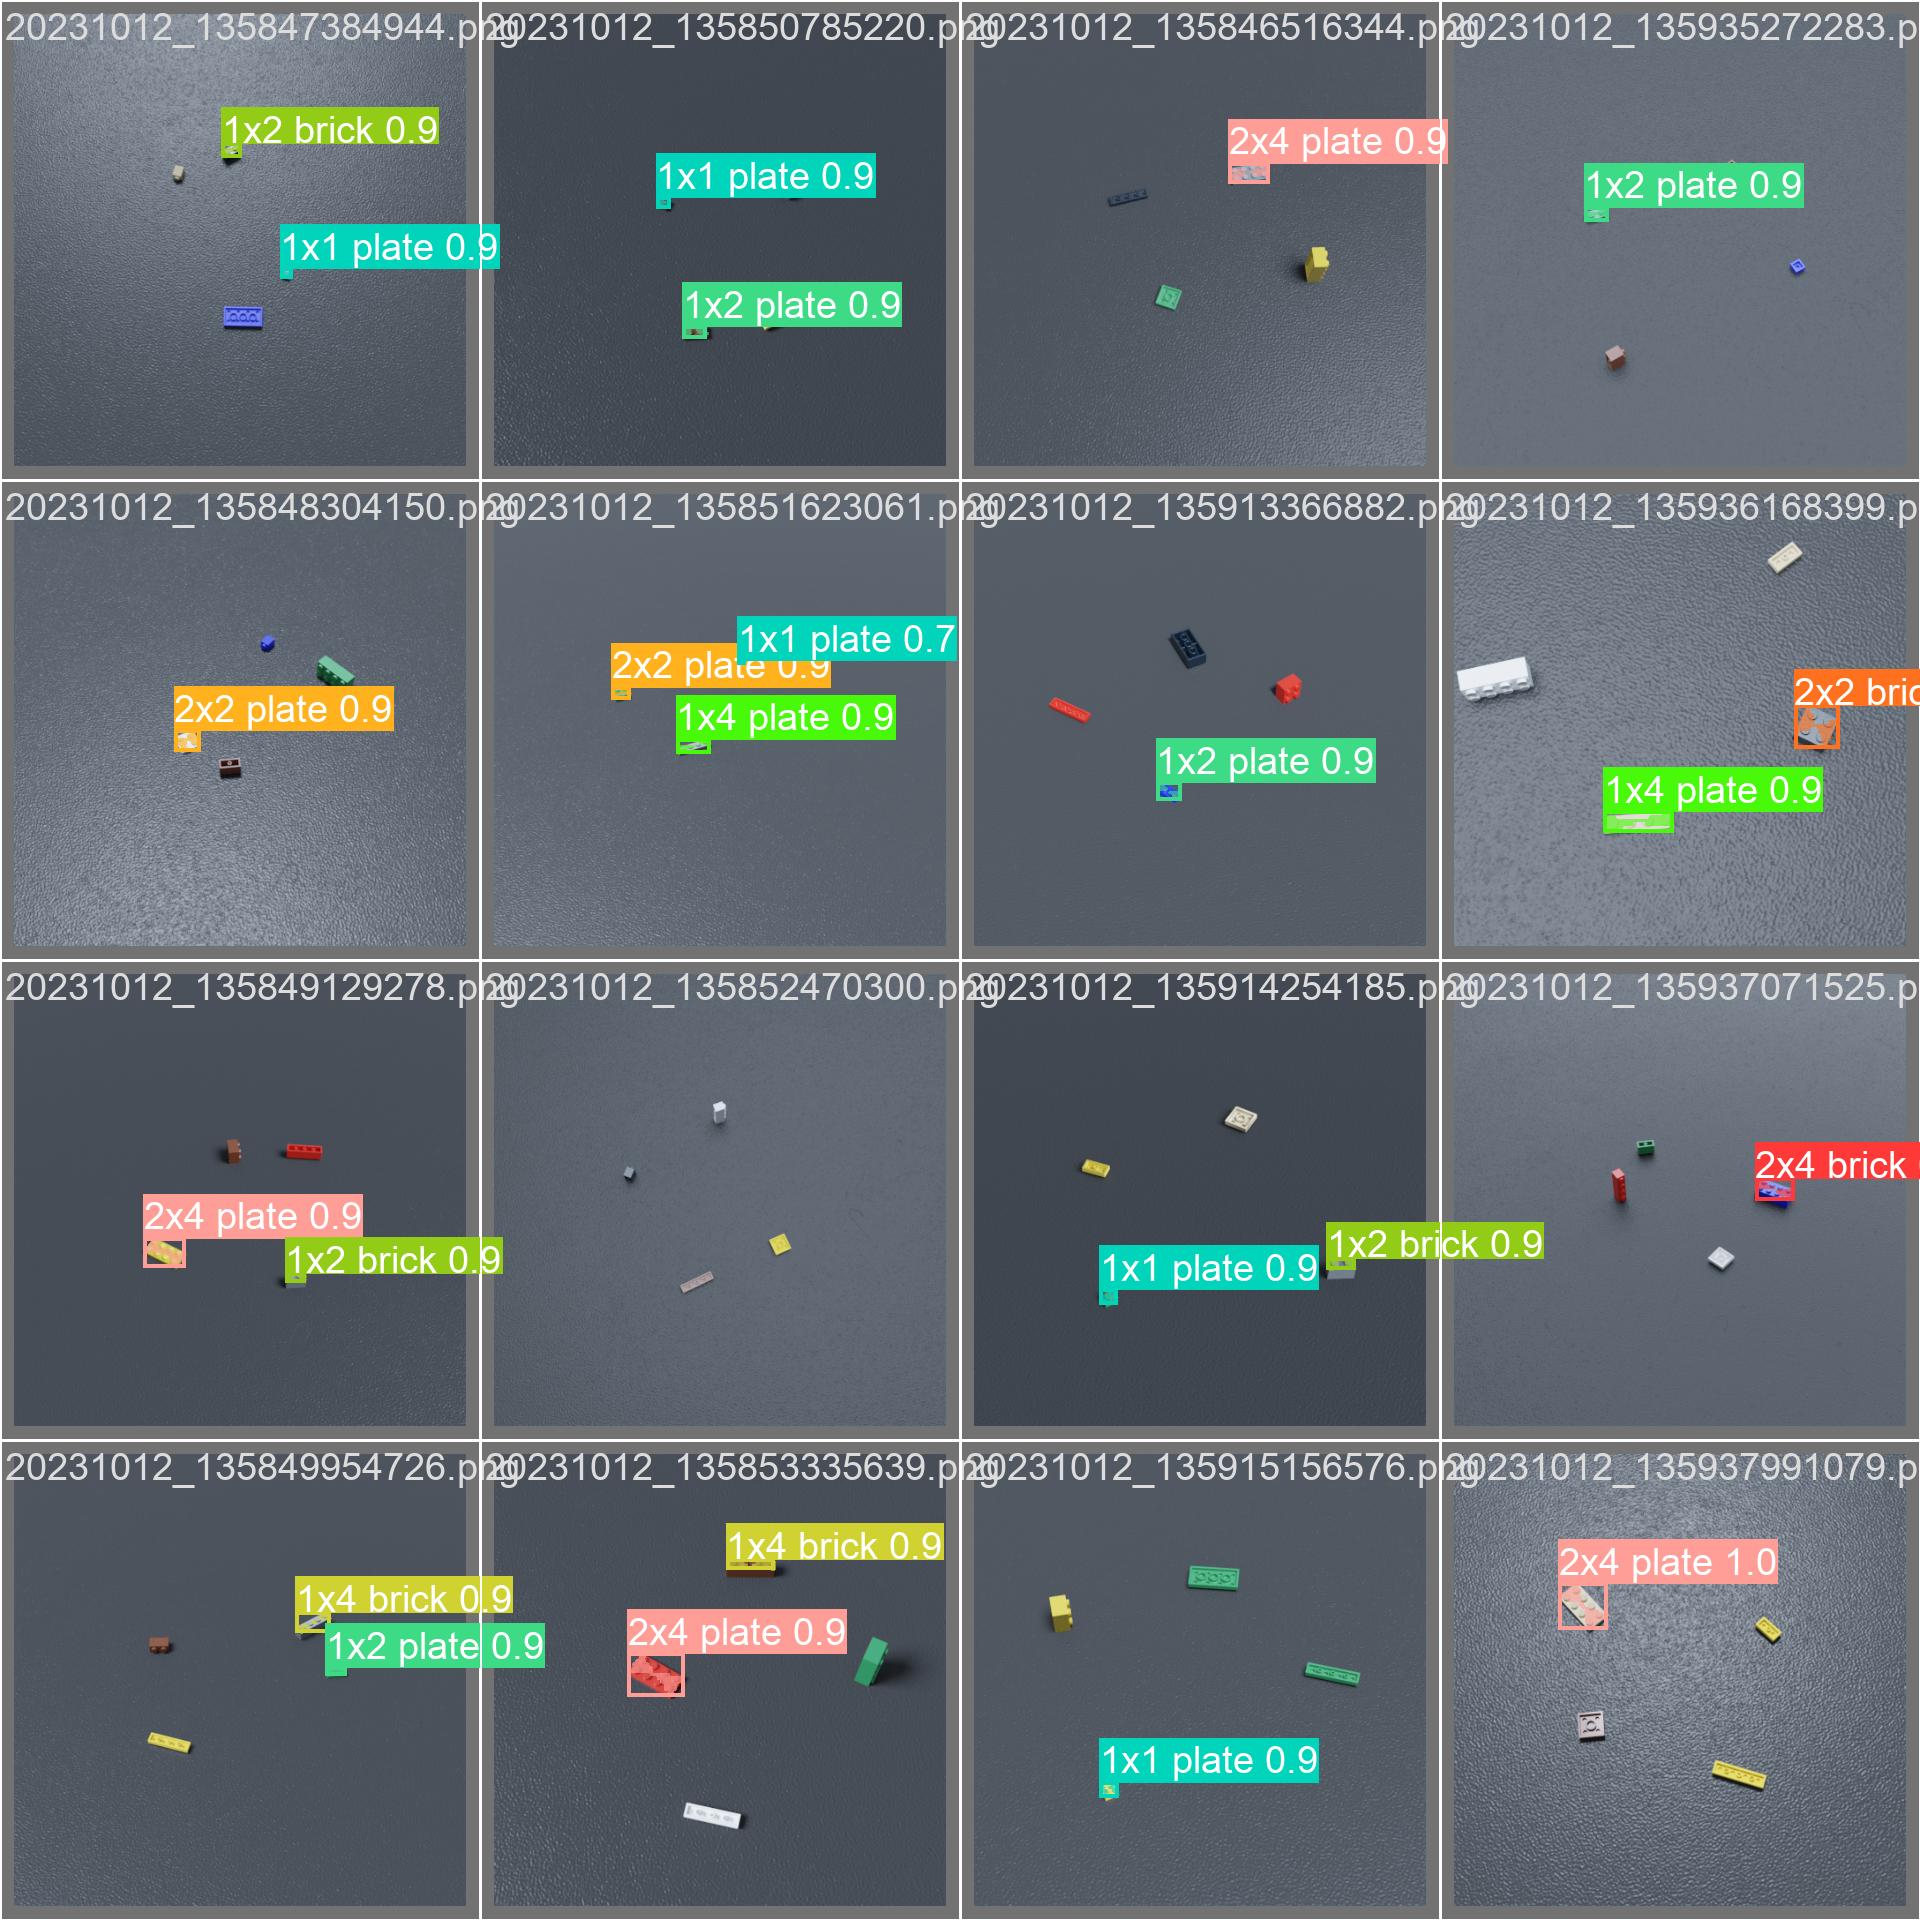 20231012_135847384944.png
20231012_135850785220.png
20231012_135846516344.png
20231012_135935272283.p
1x2 brick 0.9
1x1 plate 0.9
1x1 plate 0.9
1x2 plate 0.9
2x4 plate 0.9
1x2 plate 0.9
20231012_135848304150.png
20231012_135851623061.png
20231012_135913366882.png
20231012_135936168399.p
2x2 plate 0.9
1x1 plate 0.7
2x2 plate 0.9
1x4 plate 0.9
1x2 plate 0.9
2x2 bric
1x4 plate 0.9
20231012_135849129278.png
20231012_135852470300.png
20231012_135914254185.png
20231012_135937071525.p
2x4 plate 0.9
1x2 brick 0.9
1x2 brick 0.9
1x1 plate 0.9
2x4 brick
20231012_135849954726.png
20231012_135853335639.png
20231012_135915156576.png
20231012_135937991079.p
1x4 brick 0.9
1x2 plate 0.9
1x4 brick 0.9
2x4 plate 0.9
1x1 plate 0.9
2x4 plate 1.0